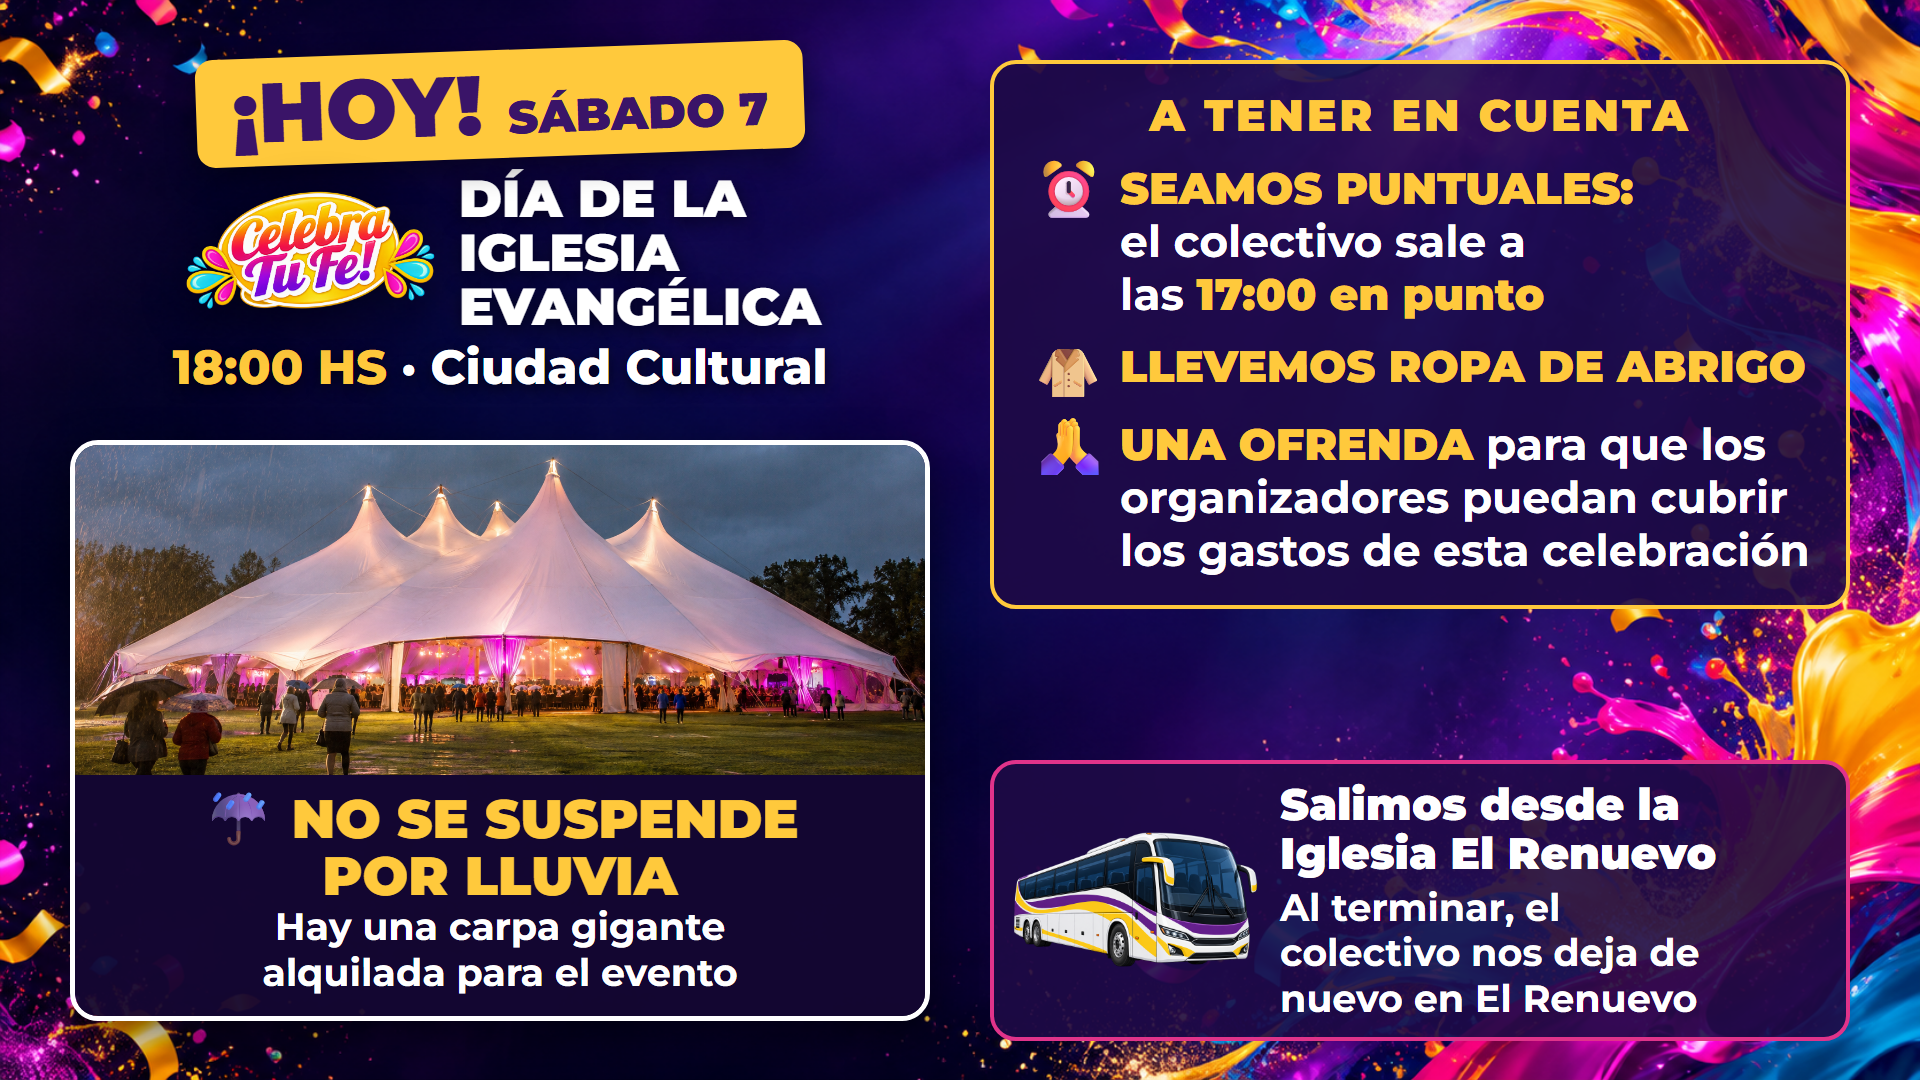 ¡HOY! SÁBADO 7
Celebra
Tu Fe!
DÍA DE LA
IGLESIA
EVANGÉLICA
18:00 HS • Ciudad Cultural
NO SE SUSPENDE
POR LLUVIA
Hay una carpa gigante
alquilada para el evento
A TENER EN CUENTA
SEAMOS PUNTUALES:
el colectivo sale a
las 17:00 en punto
LLEVEMOS ROPA DE ABRIGO
UNA OFRENDA para que los
organizadores puedan cubrir
los gastos de esta celebración
Salimos desde la
Iglesia El Renuevo
Al terminar, el
colectivo nos deja de
nuevo en El Renuevo